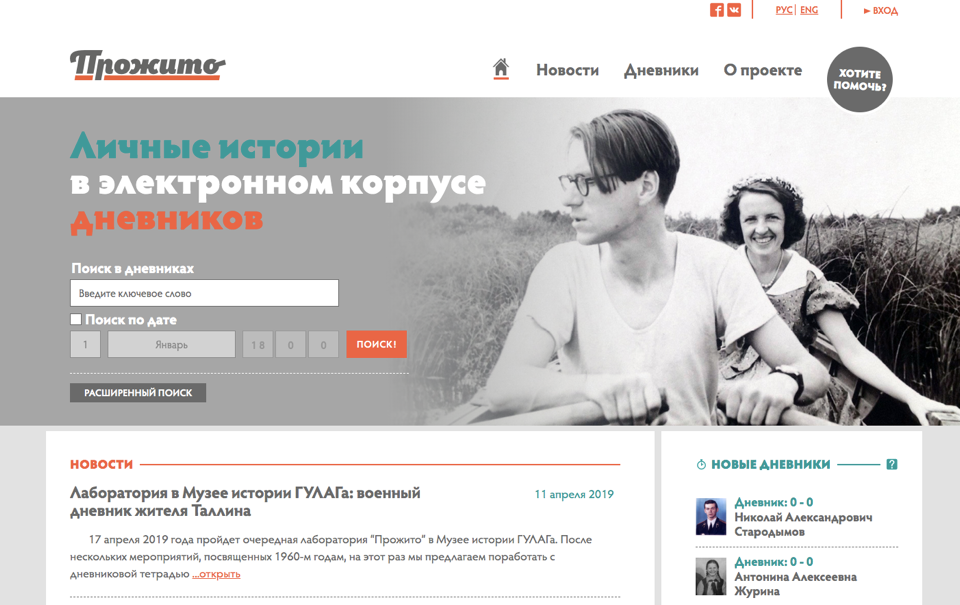 РУС | ENG
ВХОД
Прожито
Новости
Дневники
О проекте
ХОТИТЕ
ПОМОЧЬ?
Личные истории
в электронном корпусе
дневников
Поиск в дневниках
Введите ключевое слово
Поиск по дате
1 Январь 18 0 0 ПОИСК!
РАСШИРЕННЫЙ ПОИСК
НОВОСТИ
Лаборатория в Музее истории ГУЛАГа: военный
дневник жителя Таллина
11 апреля 2019
17 апреля 2019 года пройдет очередная лаборатория "Прожито" в Музее истории ГУЛАГа. После
нескольких мероприятий, посвященных 1960-м годам, на этот раз мы предлагаем поработать с
дневниковой тетрадью ...открыть
НОВЫЕ ДНЕВНИКИ ?
Дневник: 0 - 0
Николай Александрович
Стародымов
Дневник: 0 - 0
Антонина Алексеевна
Журина